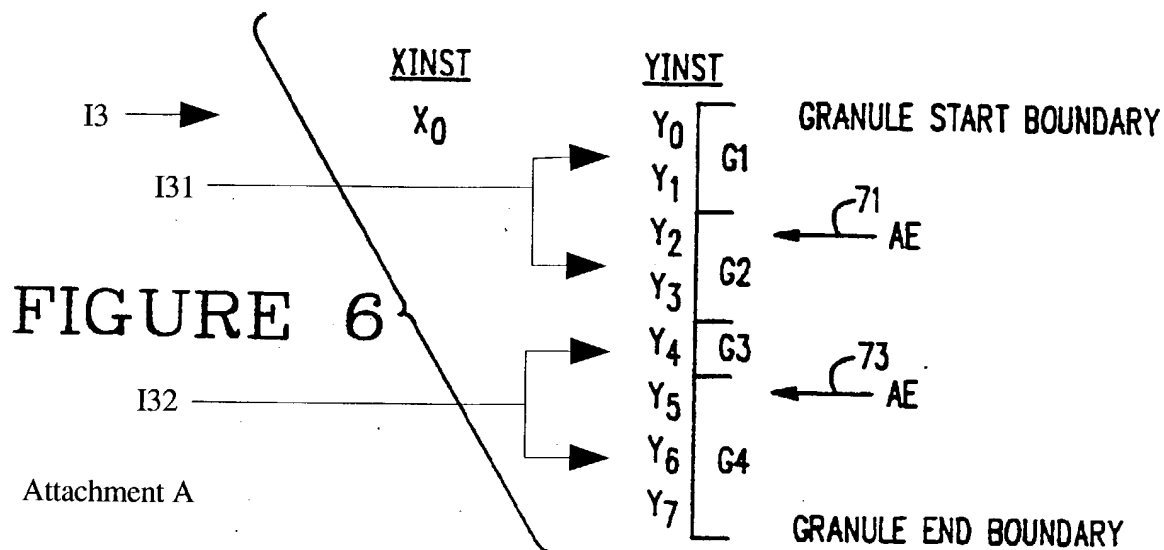 XINST YINST
I3 X0 Y0 GRANULE START BOUNDARY
G1
I31 Y1
71
Y2 AE
G2
Y3
FIGURE 6
Y4 G3
73
I32 Y5 AE
Y6 G4
Attachment A
Y7
GRANULE END BOUNDARY